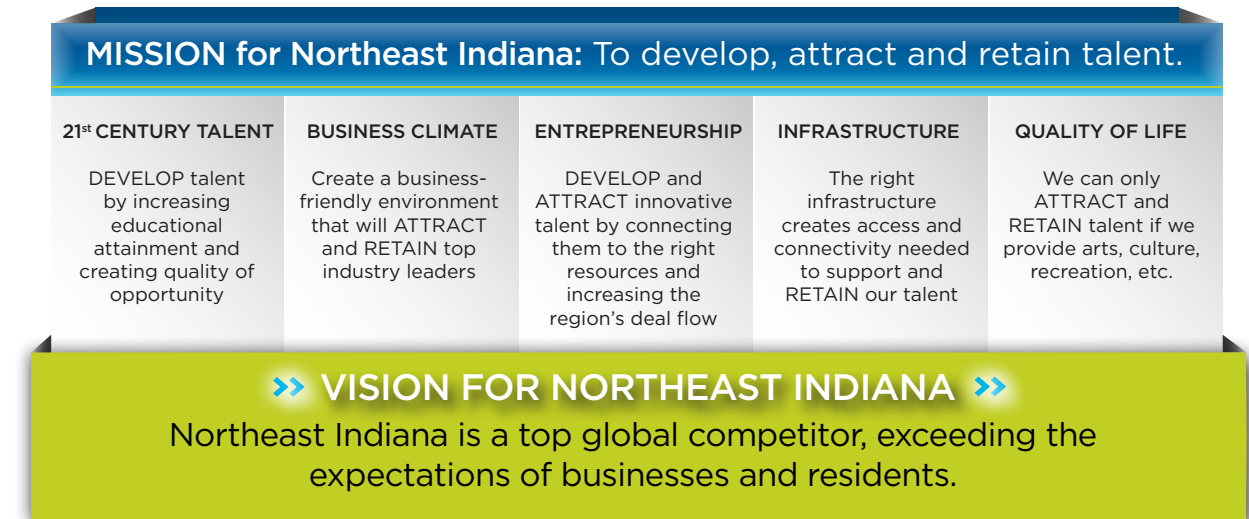 MISSION for Northeast Indiana: To develop, attract and retain talent.
21st CENTURY TALENT
DEVELOP talent
by increasing
educational
attainment and
creating quality of
opportunity
BUSINESS CLIMATE
Create a business-
friendly environment
that will ATTRACT
and RETAIN top
industry leaders
ENTREPRENEURSHIP
DEVELOP and
ATTRACT innovative
talent by connecting
them to the right
resources and
increasing the
region’s deal flow
INFRASTRUCTURE
The right
infrastructure
creates access and
connectivity needed
to support and
RETAIN our talent
QUALITY OF LIFE
We can only
ATTRACT and
RETAIN talent if we
provide arts, culture,
recreation, etc.
>> VISION FOR NORTHEAST INDIANA >>
Northeast Indiana is a top global competitor, exceeding the
expectations of businesses and residents.